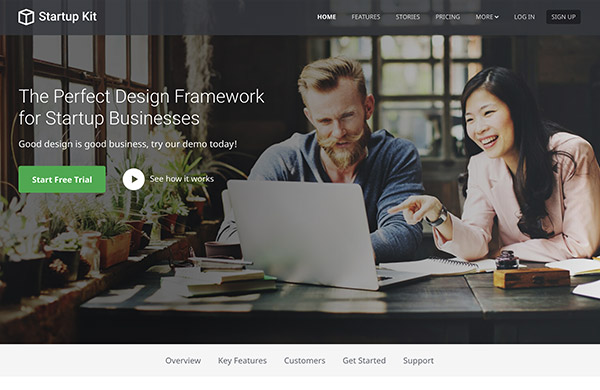 Startup Kit
HOME FEATURES STORIES PRICING MORE LOG IN SIGN UP
The Perfect Design Framework
for Startup Businesses
Good design is good business, try our demo today!
Start Free Trial See how it works
Overview Key Features Customers Get Started Support